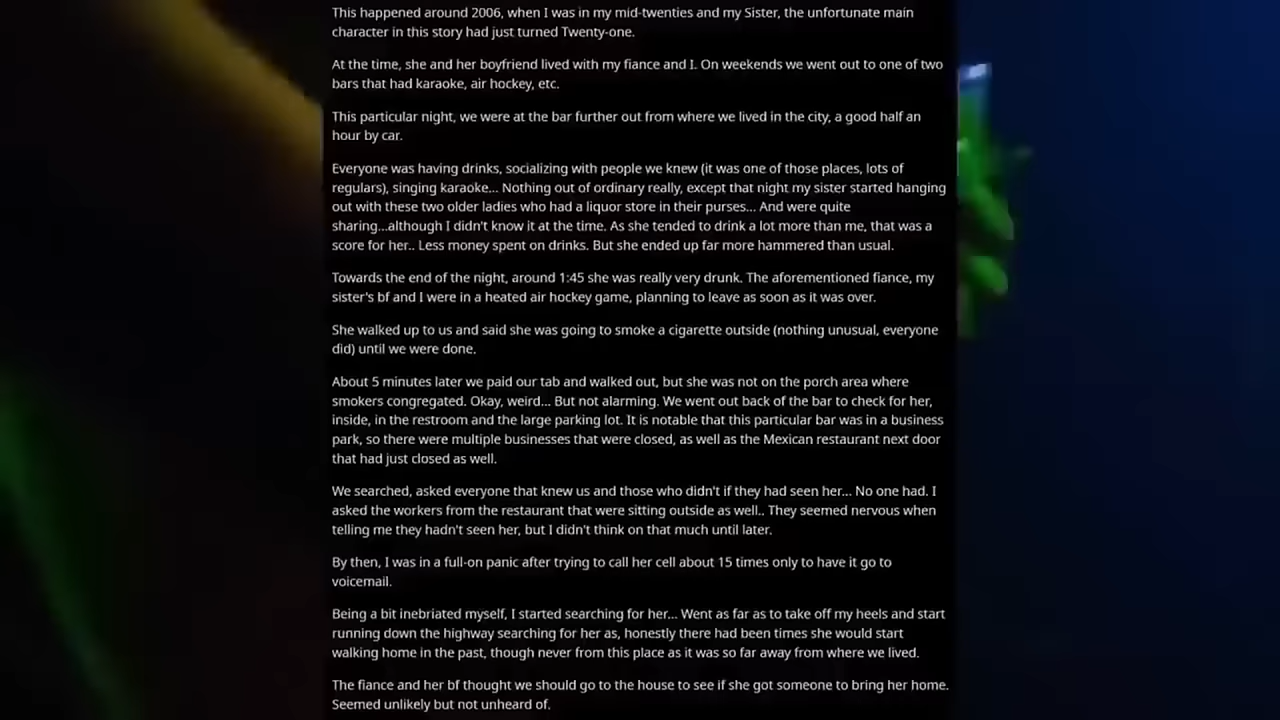 This happened around 2006, when I was in my mid-twenties and my Sister, the unfortunate main
character in this story had just turned Twenty-one.
At the time, she and her boyfriend lived with my fiance and I. On weekends we went out to one of two
bars that had karaoke, air hockey, etc.
This particular night, we were at the bar further out from where we lived in the city, a good half an
hour by car.
Everyone was having drinks, socializing with people we knew (it was one of those places, lots of
regulars), singing karaoke... Nothing out of ordinary really, except that night my sister started hanging
out with these two older ladies who had a liquor store in their purses... And were quite
sharing...although I didn't know it at the time. As she tended to drink a lot more than me, that was a
score for her.. Less money spent on drinks. But she ended up far more hammered than usual.
Towards the end of the night, around 1:45 she was really very drunk. The aforementioned fiance, my
sister's bf and I were in a heated air hockey game, planning to leave as soon as it was over.
She walked up to us and said she was going to smoke a cigarette outside (nothing unusual, everyone
did) until we were done.
About 5 minutes later we paid our tab and walked out, but she was not on the porch area where
smokers congregated. Okay, weird... But not alarming. We went out back of the bar to check for her,
inside, in the restroom and the large parking lot. It is notable that this particular bar was in a business
park, so there were multiple businesses that were closed, as well as the Mexican restaurant next door
that had just closed as well.
We searched, asked everyone that knew us and those who didn't if they had seen her... No one had. I
asked the workers from the restaurant that were sitting outside as well.. They seemed nervous when
telling me they hadn't seen her, but I didn't think on that much until later.
By then, I was in a full-on panic after trying to call her cell about 15 times only to have it go to
voicemail.
Being a bit inebriated myself, I started searching for her... Went as far as to take off my heels and start
running down the highway searching for her as, honestly there had been times she would start
walking home in the past, though never from this place as it was so far away from where we lived.
The fiance and her bf thought we should go to the house to see if she got someone to bring her home.
Seemed unlikely but not unheard of.